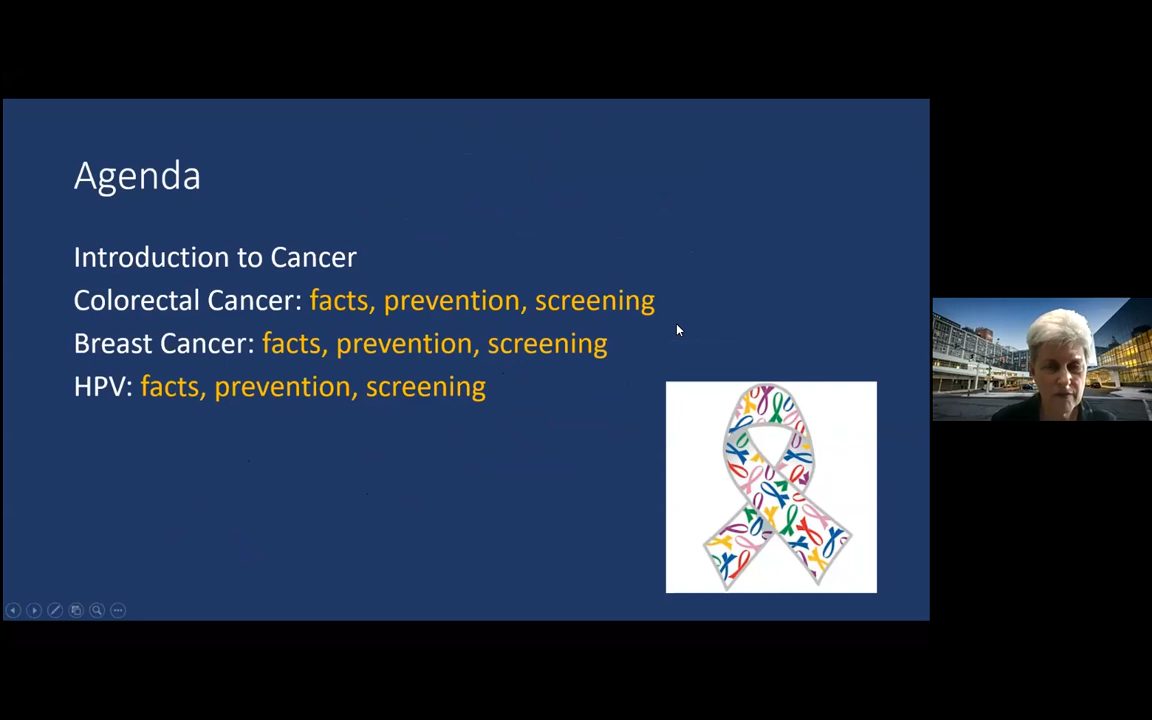 Agenda
Introduction to Cancer
Colorectal Cancer: facts, prevention, screening
Breast Cancer: facts, prevention, screening
HPV: facts, prevention, screening